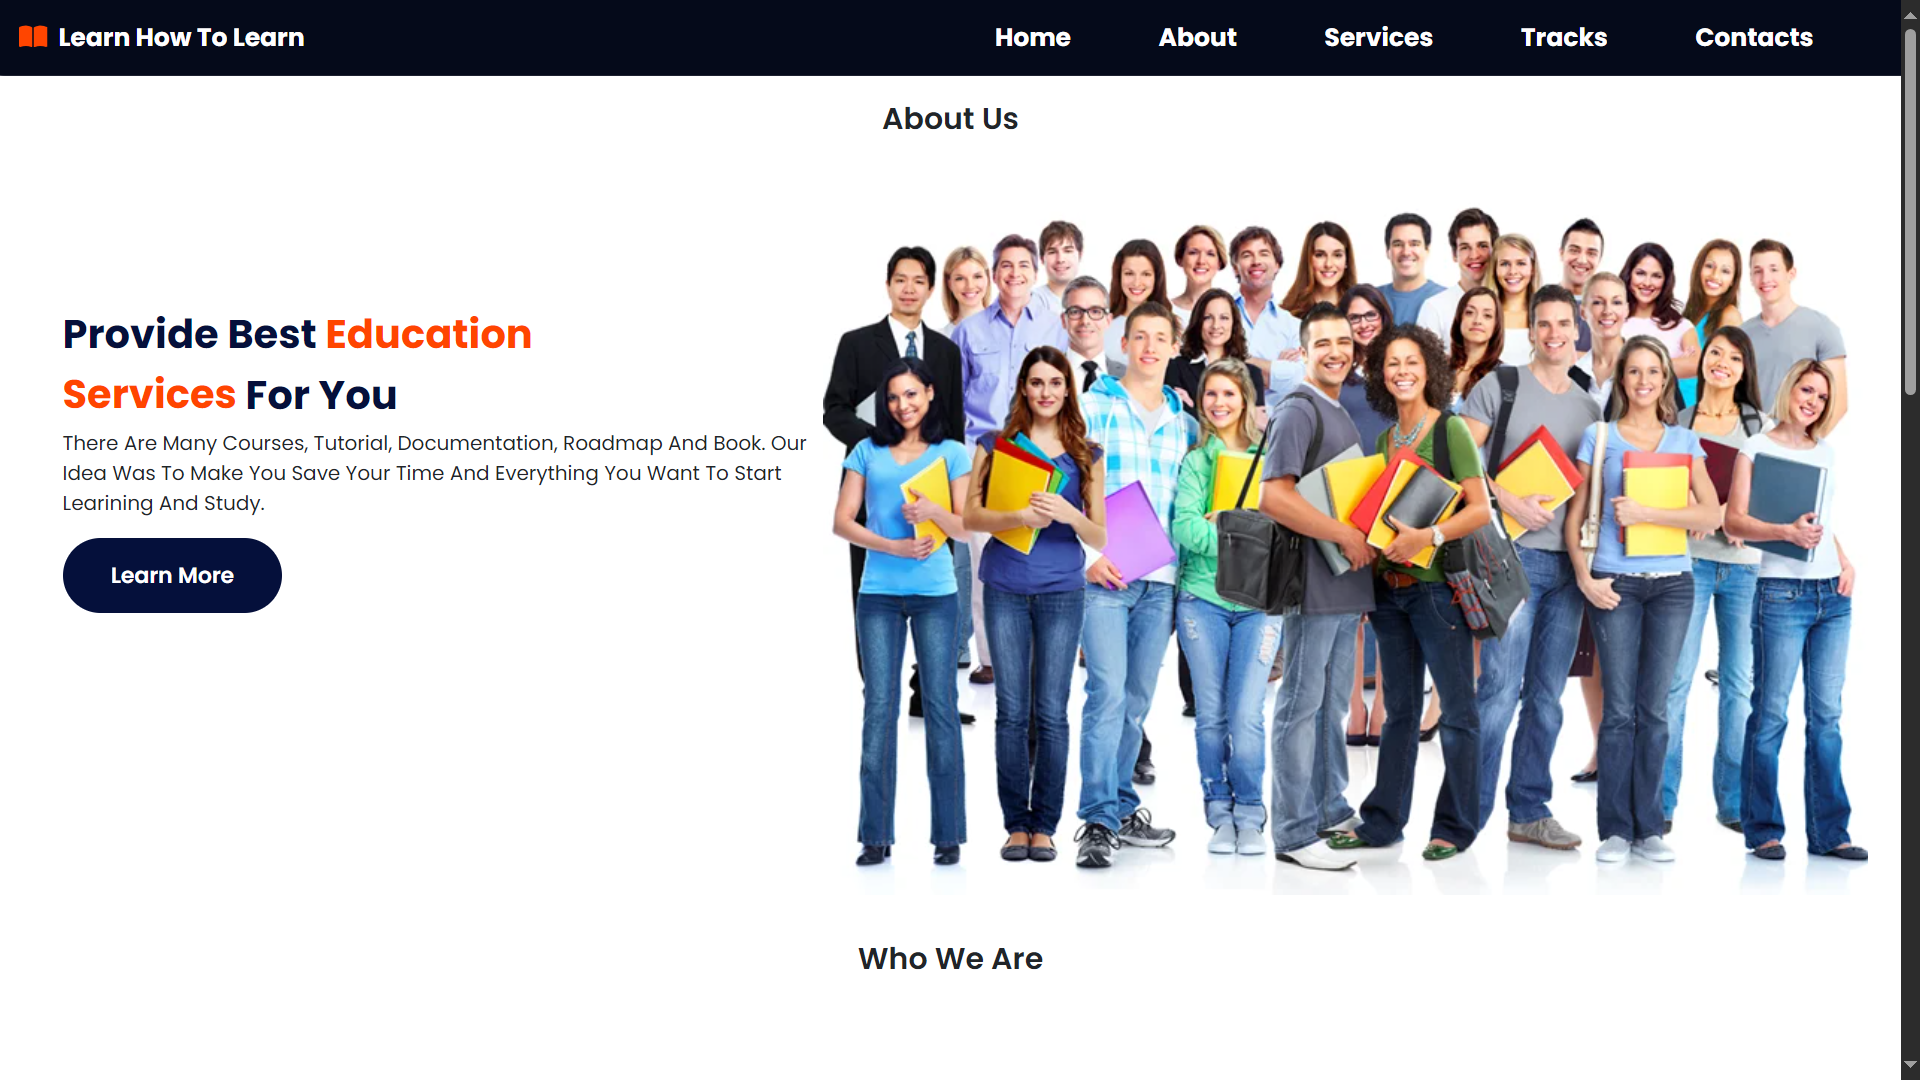 Learn How To Learn
Home
About
Services
Tracks
Contacts
About Us
Provide Best Education
Services For You
There Are Many Courses, Tutorial, Documentation, Roadmap And Book. Our
Idea Was To Make You Save Your Time And Everything You Want To Start
Learining And Study.
Learn More
Who We Are